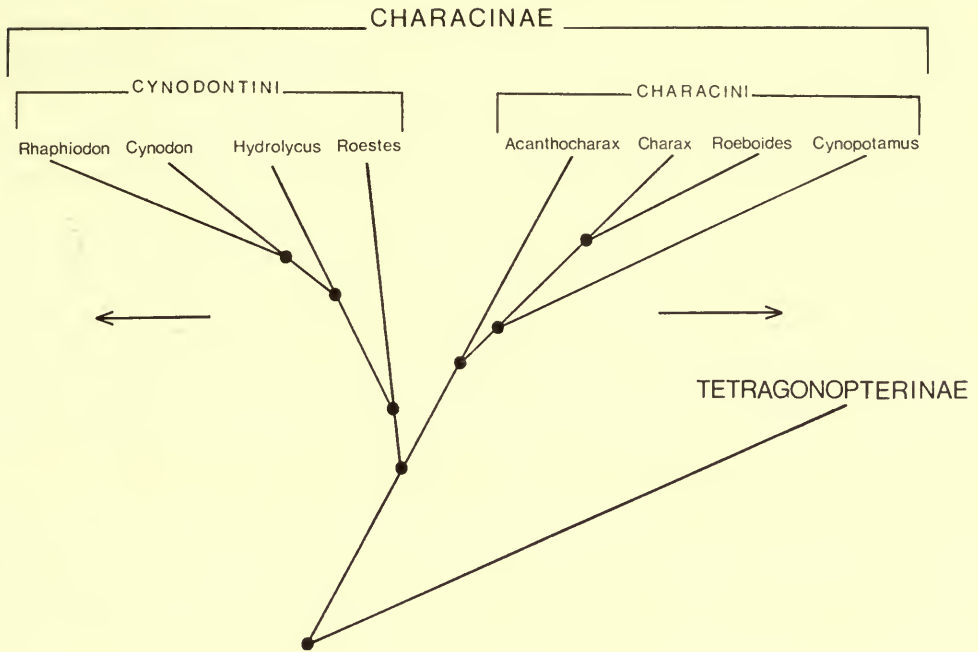 CHARACINAE
CYNODONTINI CHARACINI
Rhaphiodon Cynodon Hydrolycus Roestes Acanthocharax Charax Roeboides Cynopotamus
TETRAGONOPTERINAE